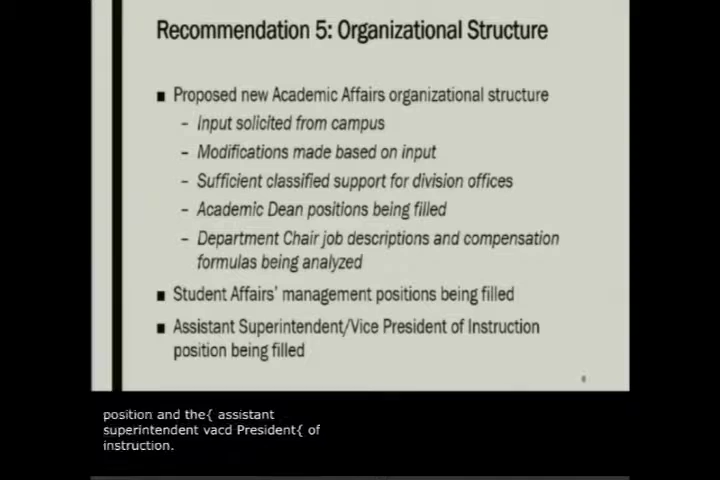 Recommendation 5: Organizational Structure
■ Proposed new Academic Affairs organizational structure
– Input solicited from campus
– Modifications made based on input
– Sufficient classified support for division offices
– Academic Dean positions being filled
– Department Chair job descriptions and compensation
formulas being analyzed
■ Student Affairs' management positions being filled
■ Assistant Superintendent/Vice President of Instruction
position being filled
position and the{ assistant
superintendent vacd President{ of
instruction.